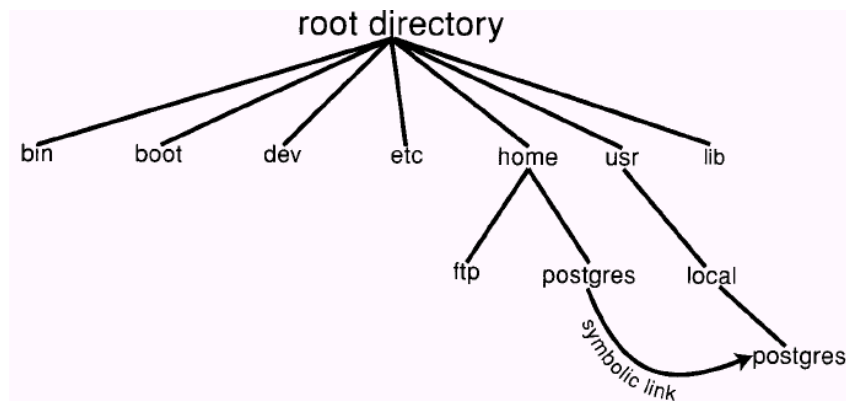 root directory
bin boot dev etc home usr lib
ftp postgres local
symbolic link
postgres